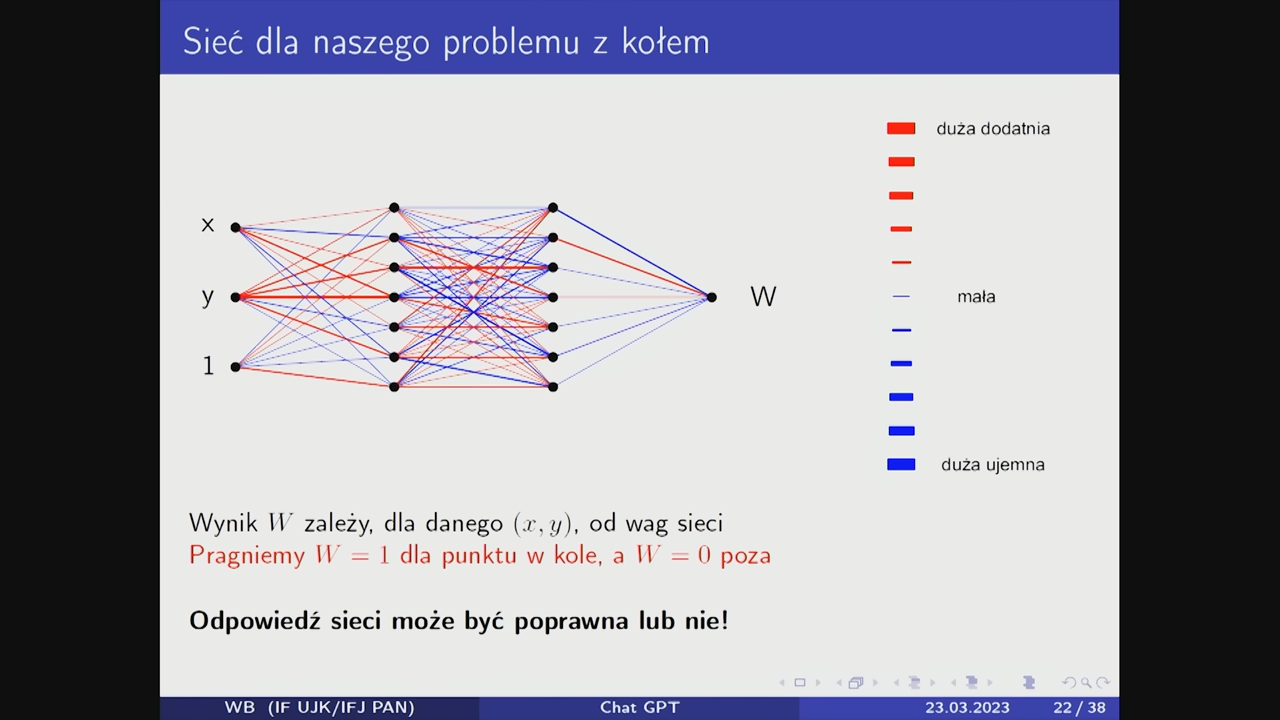 Sieć dla naszego problemu z kołem
duża dodatnia
x
y
1
W
mała
duża ujemna
Wynik W zależy, dla danego (x, y), od wag sieci
Pragniemy W = 1 dla punktu w kole, a W = 0 poza
Odpowiedź sieci może być poprawna lub nie!
WB (IF UJK/IFJ PAN) Chat GPT 23.03.2023 22 / 38